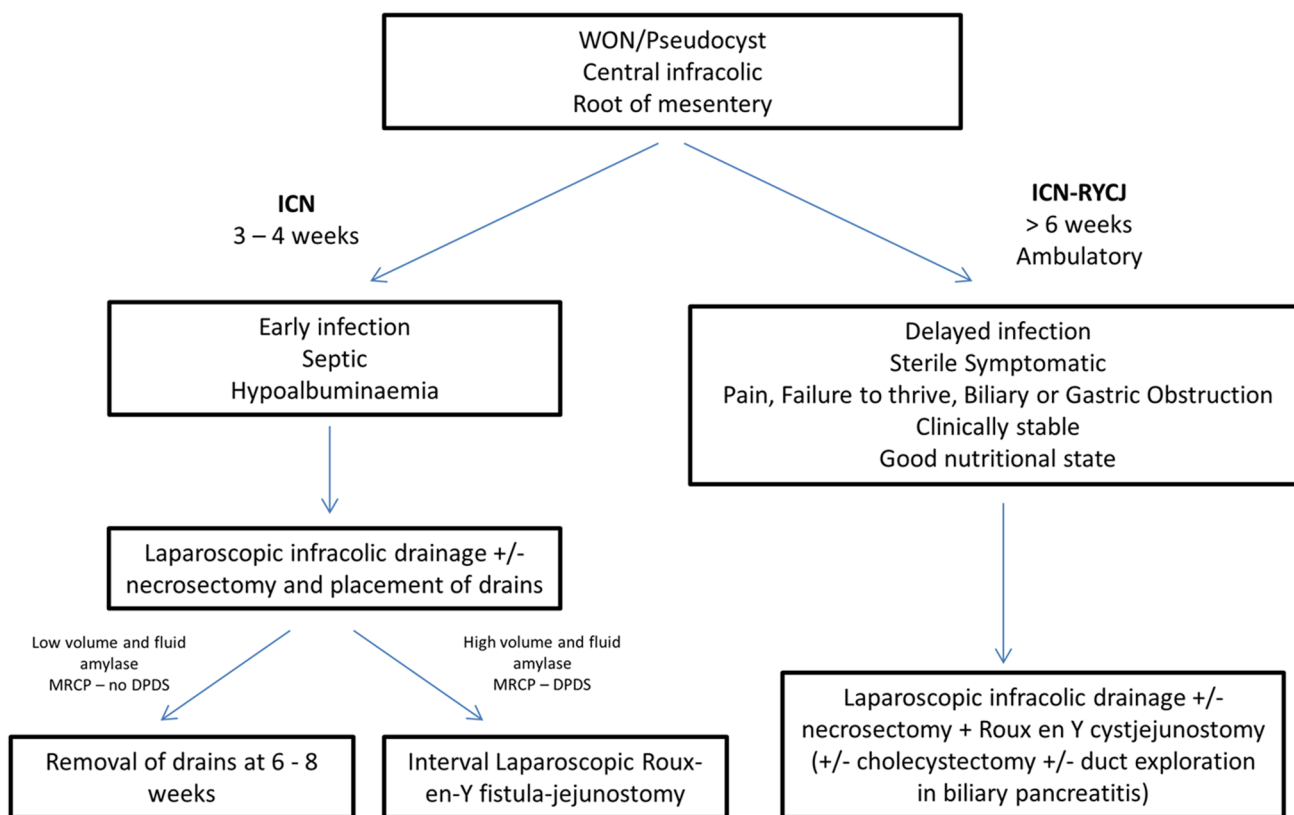 WON/Pseudocyst
Central infracolic
Root of mesentery
ICN
3 – 4 weeks
ICN-RYCJ
> 6 weeks
Ambulatory
Early infection
Septic
Hypoalbuminaemia
Delayed infection
Sterile Symptomatic
Pain, Failure to thrive, Biliary or Gastric Obstruction
Clinically stable
Good nutritional state
Laparoscopic infracolic drainage +/-
necrosectomy and placement of drains
Low volume and fluid
amylase
MRCP – no DPDS
High volume and fluid
amylase
MRCP – DPDS
Removal of drains at 6 - 8
weeks
Interval Laparoscopic Roux-
en-Y fistula-jejunostomy
Laparoscopic infracolic drainage +/-
necrosectomy + Roux en Y cystjejunostomy
(+/- cholecystectomy +/- duct exploration
in biliary pancreatitis)